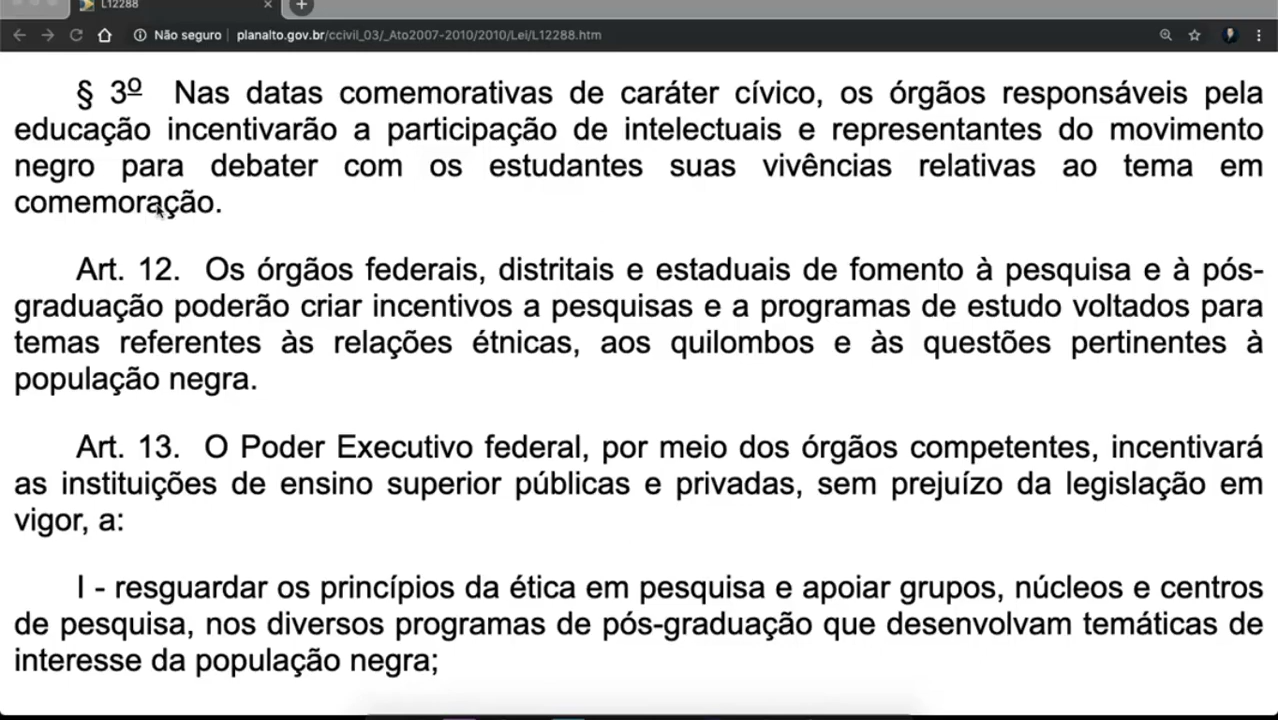 L12288
Não seguro
planalto.gov.br/ccivil_03/_Ato2007-2010/2010/Lei/L12288.htm
§ 3º Nas datas comemorativas de caráter cívico, os órgãos responsáveis pela
educação incentivarão a participação de intelectuais e representantes do movimento
negro para debater com os estudantes suas vivências relativas ao tema em
comemoração.
Art. 12. Os órgãos federais, distritais e estaduais de fomento à pesquisa e à pós-
graduação poderão criar incentivos a pesquisas e a programas de estudo voltados para
temas referentes às relações étnicas, aos quilombos e às questões pertinentes à
população negra.
Art. 13. O Poder Executivo federal, por meio dos órgãos competentes, incentivará
as instituições de ensino superior públicas e privadas, sem prejuízo da legislação em
vigor, a:
I - resguardar os princípios da ética em pesquisa e apoiar grupos, núcleos e centros
de pesquisa, nos diversos programas de pós-graduação que desenvolvam temáticas de
interesse da população negra;